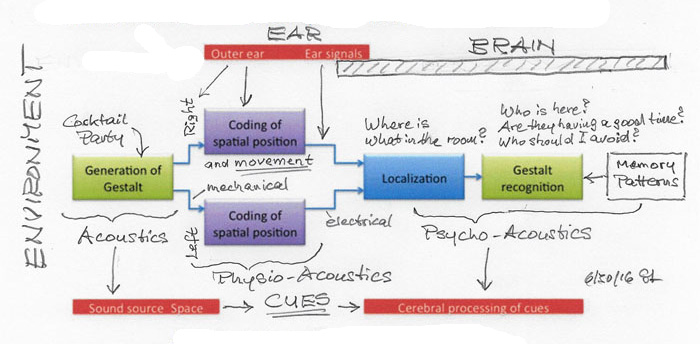 EAR
BRAIN
Outer ear Ear signals
ENVIRONMENT
Cocktail
Party
Right
Coding of
spatial position
and movement
Where is
what in the room?
Who is here?
Are they having a good time?
Who should I avoid?
Generation of
Gestalt
mechanical
Localization
Gestalt
recognition
Memory
Patterns
Left
Coding of
spatial position
electrical
Acoustics
Physio-Acoustics
Psycho-Acoustics
6/30/16
Sound source Space
CUES
Cerebral processing of cues